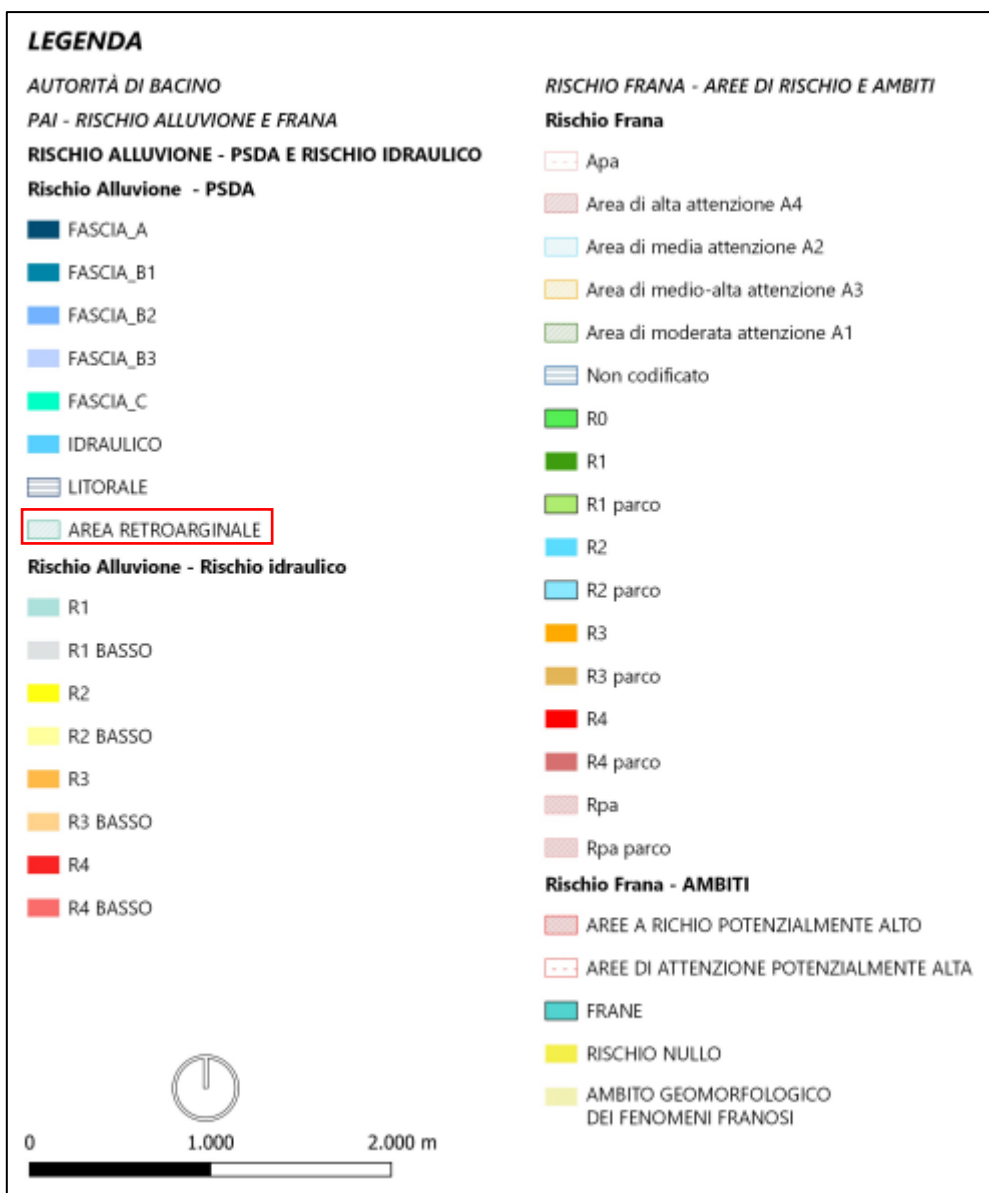 LEGENDA
AUTORITÀ DI BACINO
PAI - RISCHIO ALLUVIONE E FRANA
RISCHIO ALLUVIONE - PSDA E RISCHIO IDRAULICO
Rischio Alluvione - PSDA
FASCIA_A
FASCIA_B1
FASCIA_B2
FASCIA_B3
FASCIA_C
IDRAULICO
LITORALE
AREA RETROARGINALE
Rischio Alluvione - Rischio idraulico
R1
R1 BASSO
R2
R2 BASSO
R3
R3 BASSO
R4
R4 BASSO
0 1.000 2.000 m
RISCHIO FRANA - AREE DI RISCHIO E AMBITI
Rischio Frana
Apa
Area di alta attenzione A4
Area di media attenzione A2
Area di medio-alta attenzione A3
Area di moderata attenzione A1
Non codificato
R0
R1
R1 parco
R2
R2 parco
R3
R3 parco
R4
R4 parco
Rpa
Rpa parco
Rischio Frana - AMBITI
AREE A RICHIO POTENZIALMENTE ALTO
AREE DI ATTENZIONE POTENZIALMENTE ALTA
FRANE
RISCHIO NULLO
AMBITO GEOMORFOLOGICO
DEI FENOMENI FRANOSI